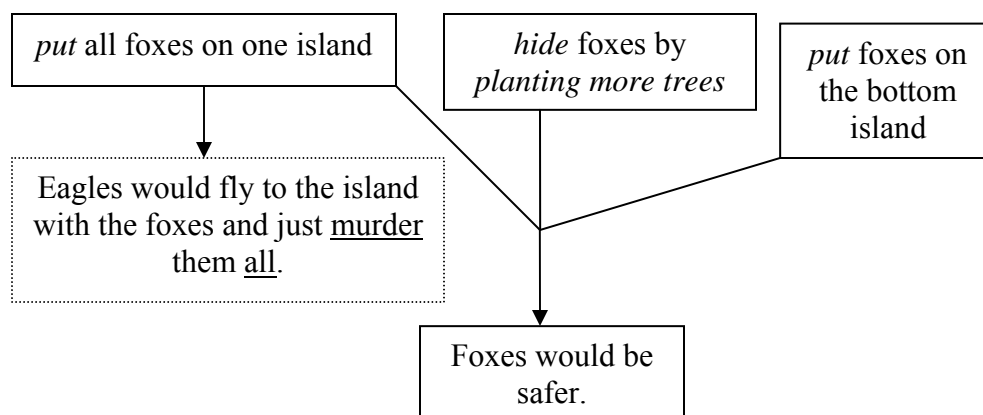 put all foxes on one island
hide foxes by
planting more trees
put foxes on
the bottom
island
Eagles would fly to the island
with the foxes and just murder
them all.
Foxes would be
safer.